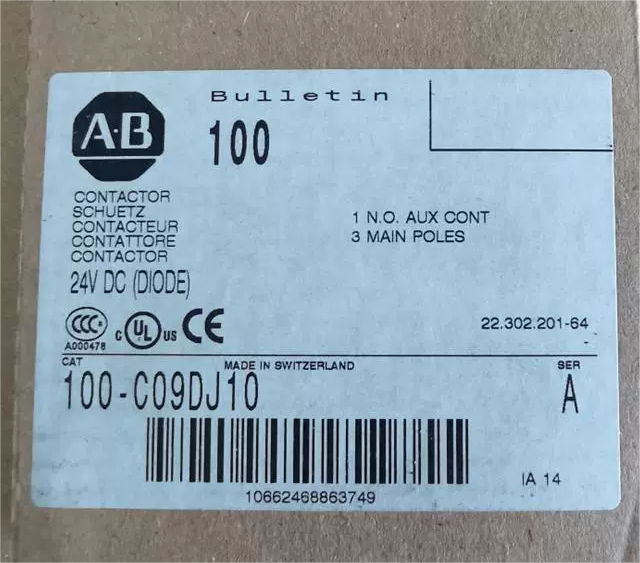 Bulletin
A·B
100
CONTACTOR
SCHUETZ
CONTACTEUR
CONTATTORE
CONTACTOR
24V DC (DIODE)
1 N.O. AUX CONT
3 MAIN POLES
CCC
A000478
C UL US CE
22.302.201-64
CAT
MADE IN SWITZERLAND
SER
100-C09DJ10
A
10662468863749
IA 14